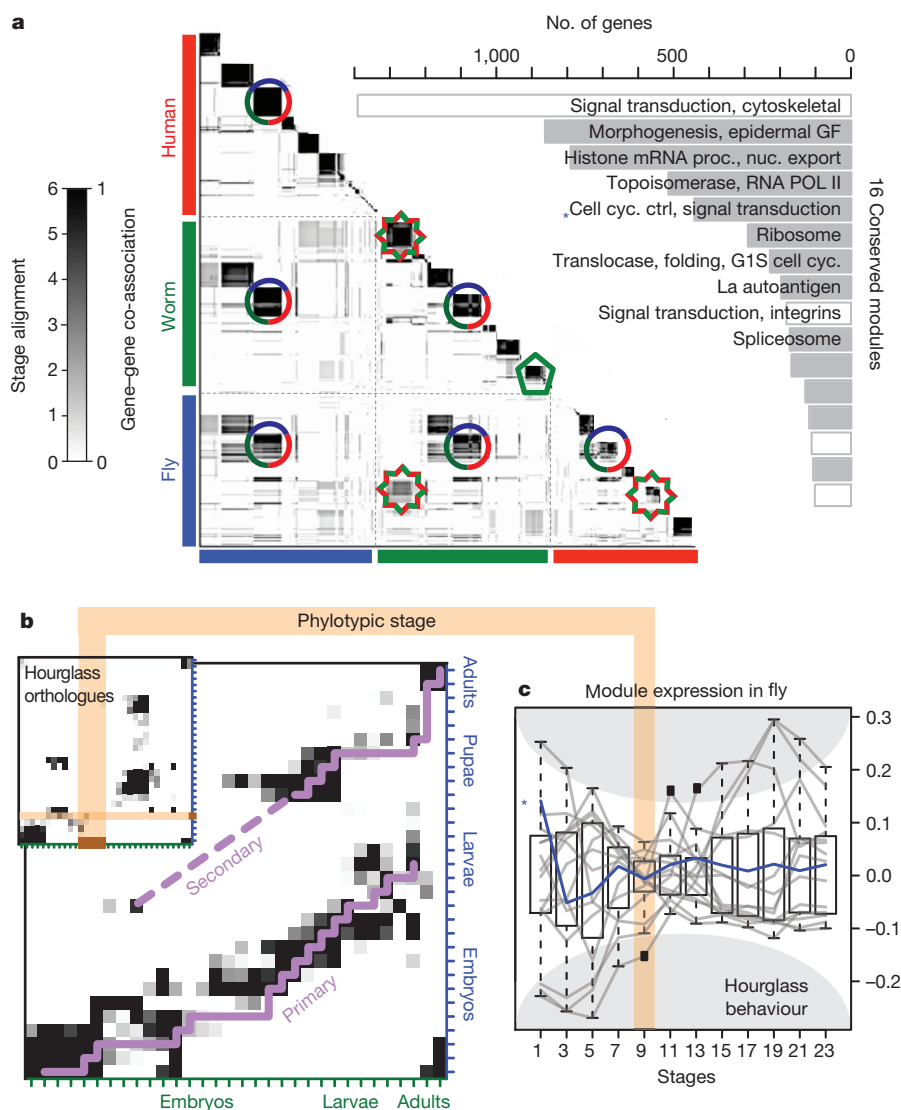 a
No. of genes
1,000
500
0
Human
Worm
Fly
Stage alignment
6
5
4
3
2
1
0
1
0
Gene–gene co-association
Signal transduction, cytoskeletal
Morphogenesis, epidermal GF
Histone mRNA proc., nuc. export
Topoisomerase, RNA POL II
*Cell cyc. ctrl, signal transduction
Ribosome
Translocase, folding, G1S cell cyc.
La autoantigen
Signal transduction, integrins
Spliceosome
16 Conserved modules
b
Phylotypic stage
Hourglass
orthologues
Secondary
Primary
Adults
Pupae
Larvae
Embryos
Embryos
Larvae
Adults
c
Module expression in fly
*
0.3
0.2
0.1
0.0
−0.1
−0.2
Hourglass
behaviour
1 3 5 7 9 11 13 15 17 19 21 23
Stages